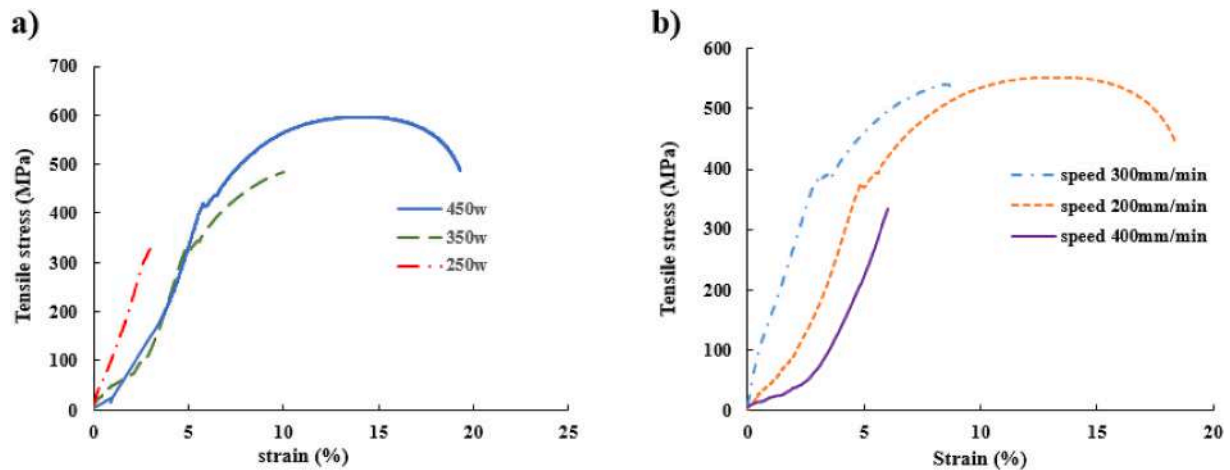 a)
Tensile stress (MPa)
700
600
500
400
300
200
100
0
0 5 10 15 20 25
strain (%)
450w
350w
250w
b)
Tensile stress (MPa)
600
500
400
300
200
100
0
0 5 10 15 20
Strain (%)
speed 300mm/min
speed 200mm/min
speed 400mm/min